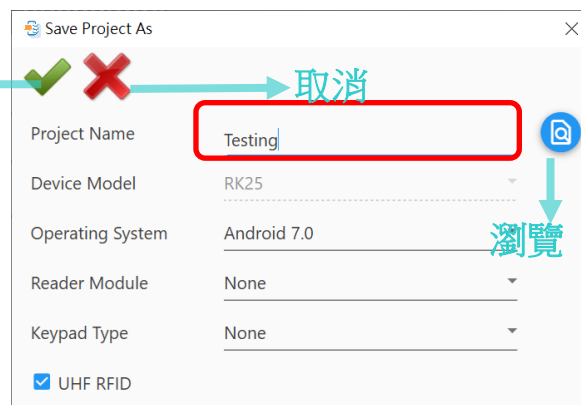 Save Project As
取消
Project Name
Testing
Device Model
RK25
Operating System
Android 7.0
瀏覽
Reader Module
None
Keypad Type
None
UHF RFID